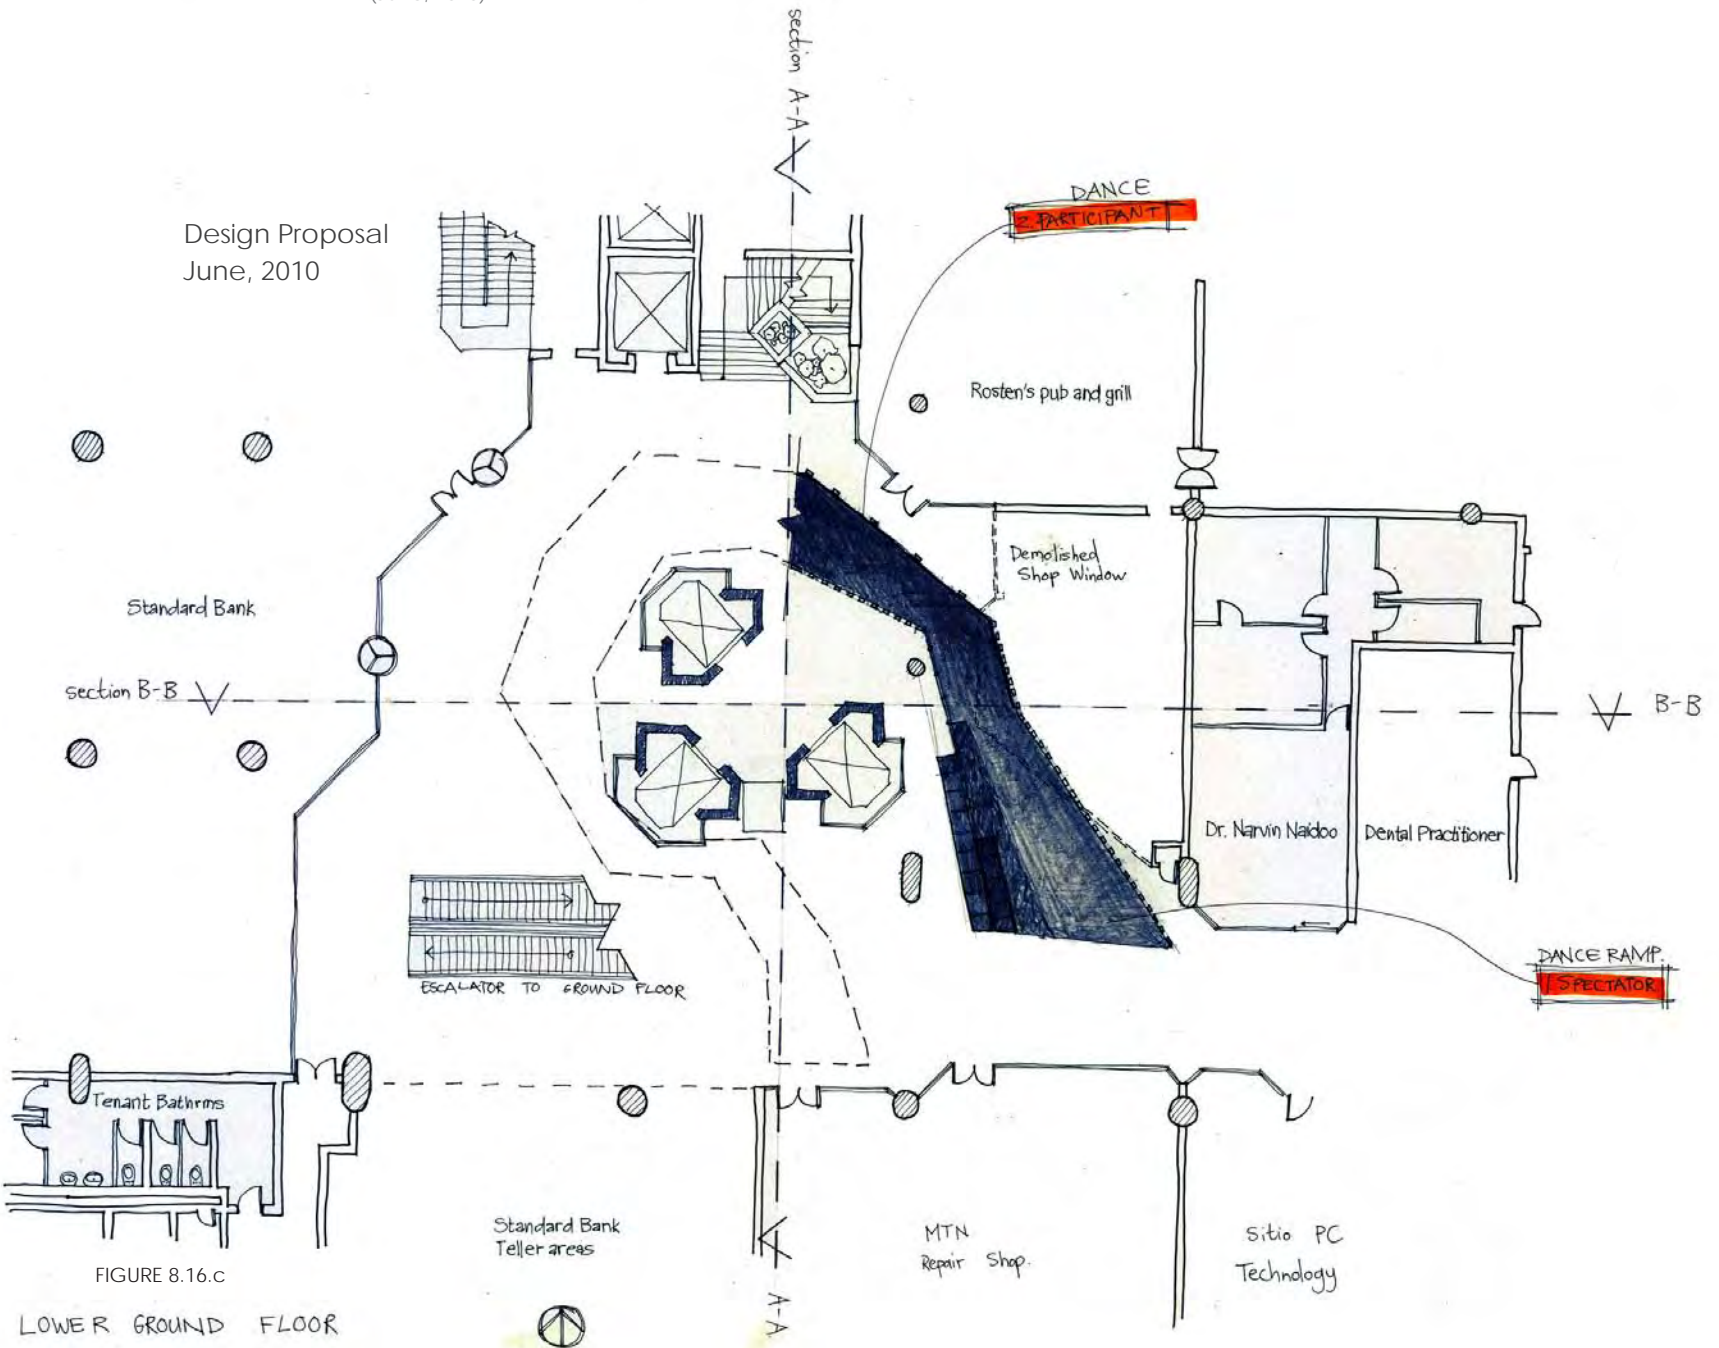 section A-A
DANCE
2. PARTICIPANT
Design Proposal
June, 2010
Rosten's pub and grill
Demolished
Shop Window
Standard Bank
section B-B
B-B
Dr. Narvin Naidoo
Dental Practitioner
DANCE RAMP.
1 SPECTATOR
ESCALATOR TO GROUND FLOOR
Tenant Bathrms
Standard Bank
Teller areas
MTN
Repair Shop.
Sitio PC
Technology
FIGURE 8.16.c
A-A
LOWER GROUND FLOOR